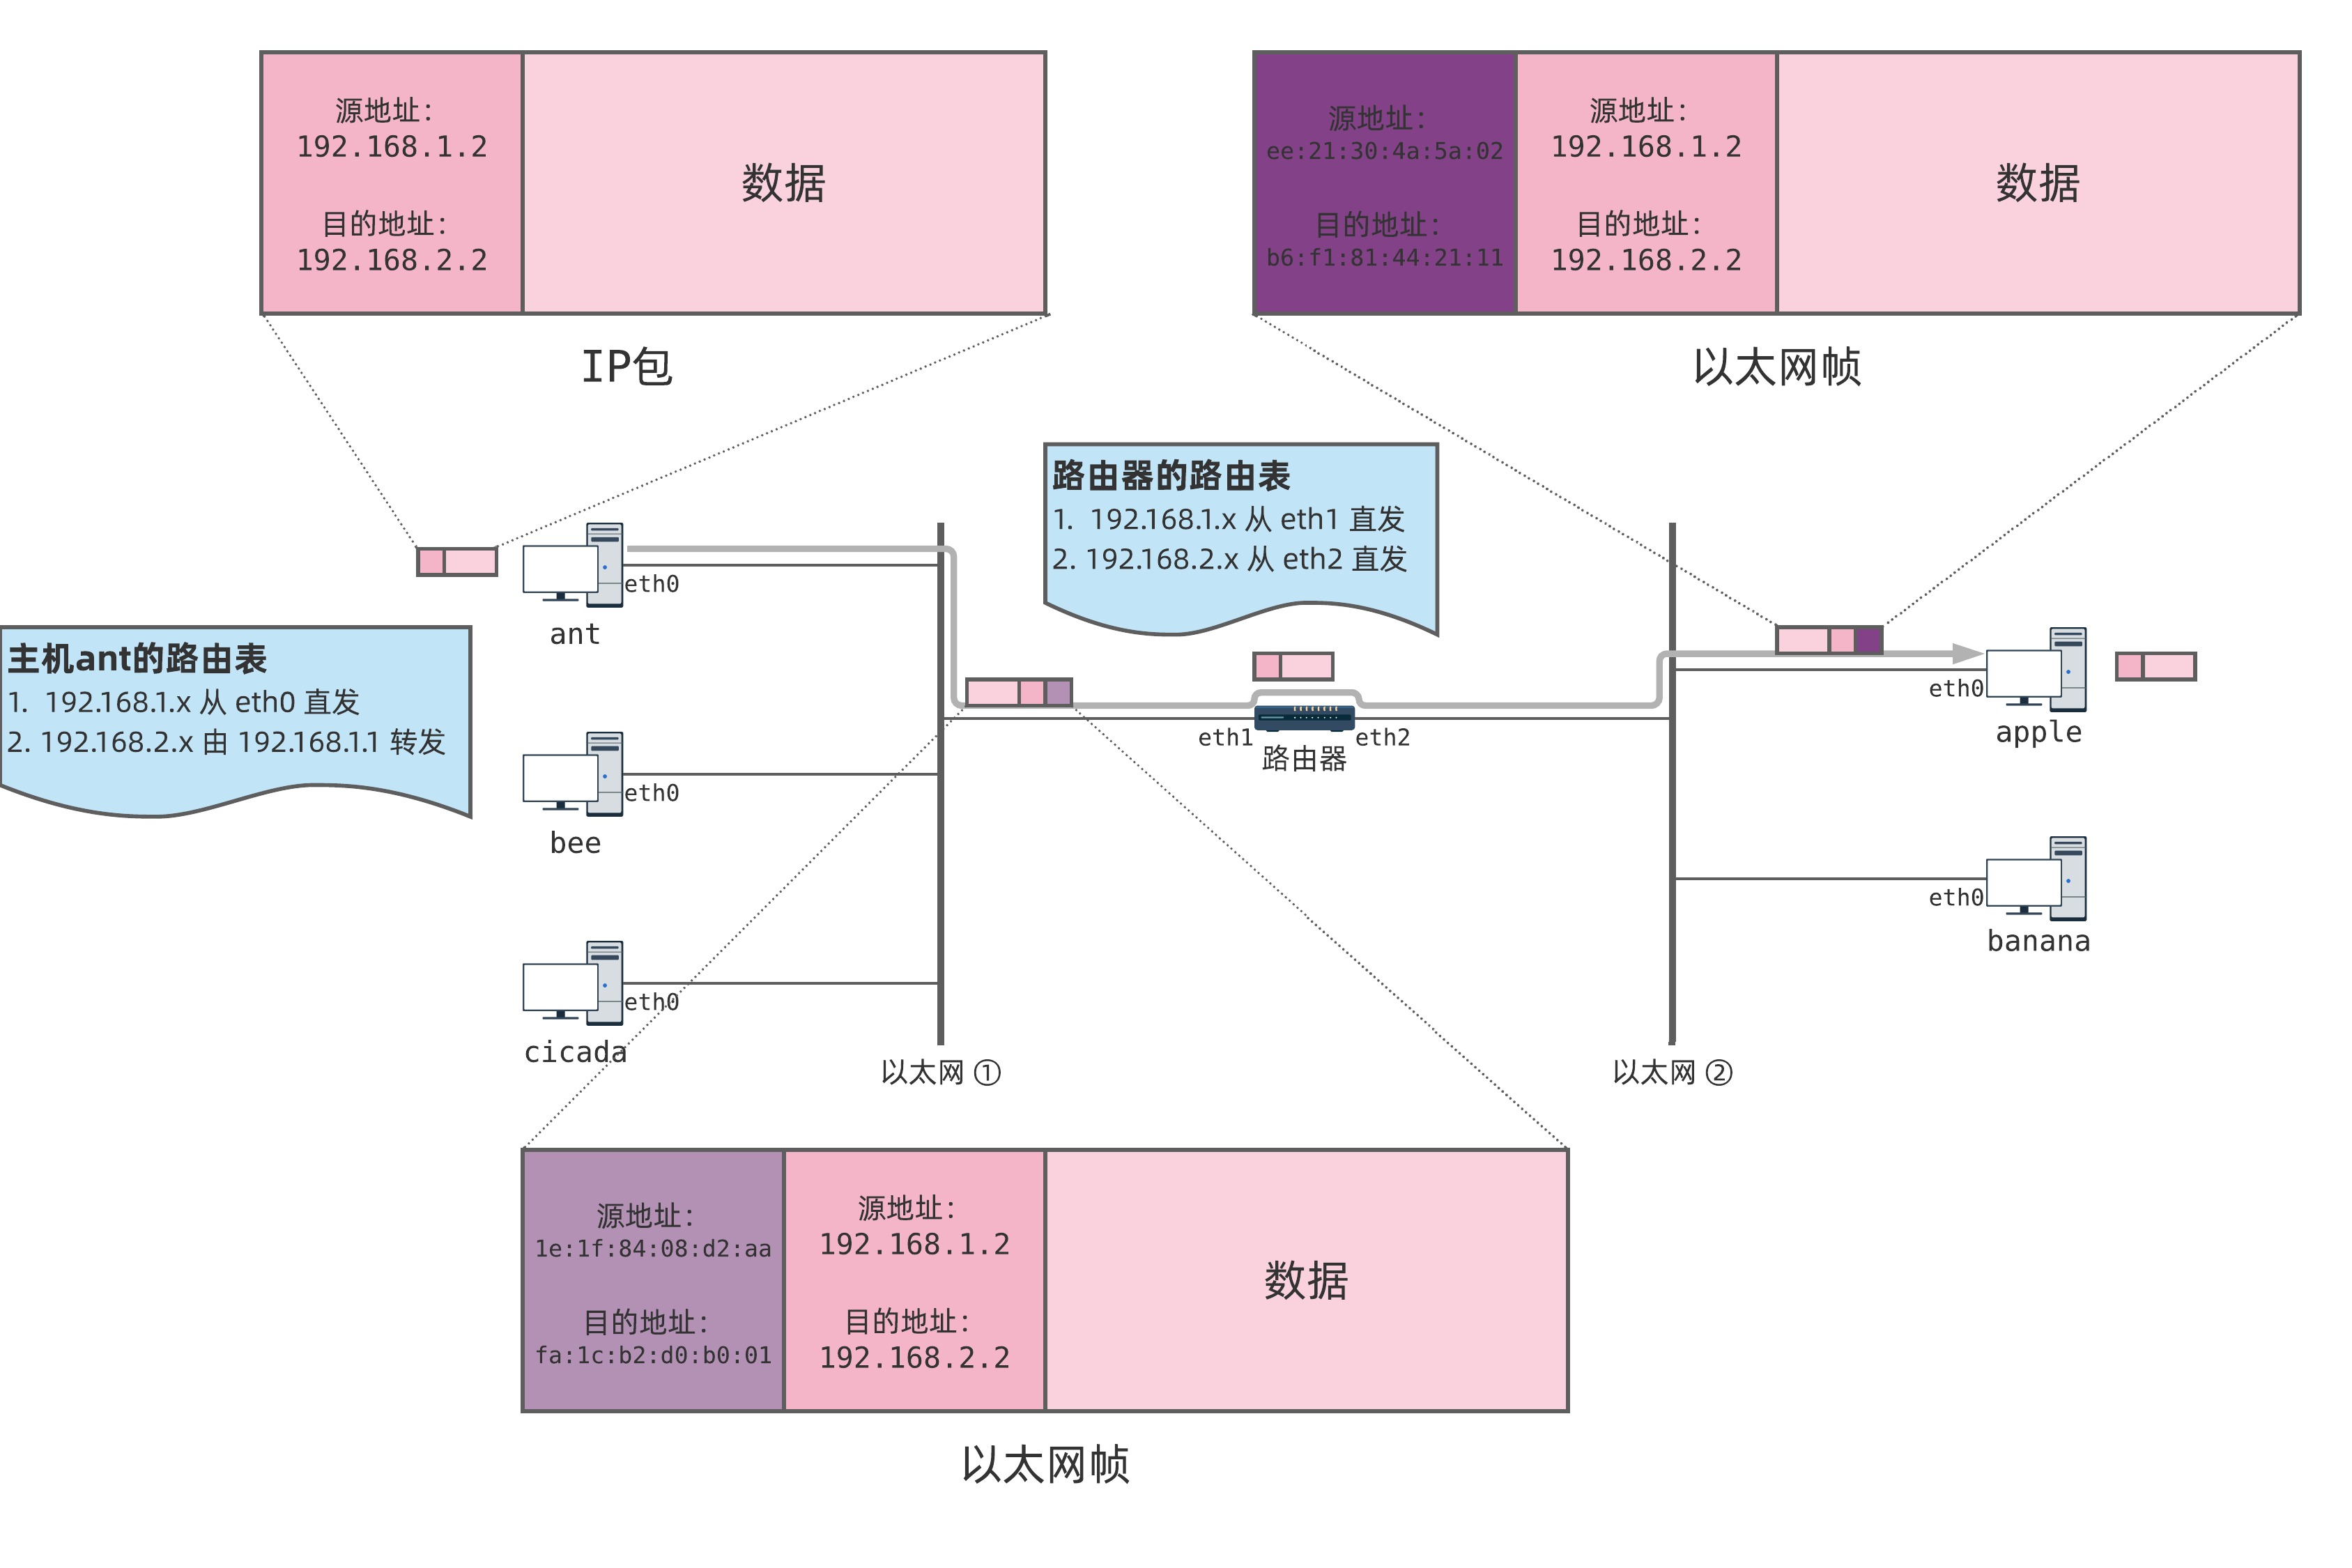 源地址：
192.168.1.2
目的地址：
192.168.2.2
数据
IP包
源地址：
ee:21:30:4a:5a:02
目的地址：
b6:f1:81:44:21:11
源地址：
192.168.1.2
目的地址：
192.168.2.2
数据
以太网帧
路由器的路由表
1. 192.168.1.x 从 eth1 直发
2. 192.168.2.x 从 eth2 直发
eth0
ant
主机ant的路由表
1. 192.168.1.x 从 eth0 直发
2. 192.168.2.x 由 192.168.1.1 转发
eth1
eth2
路由器
eth0
apple
eth0
bee
eth0
banana
eth0
cicada
以太网 ①
以太网 ②
源地址：
1e:1f:84:08:d2:aa
目的地址：
fa:1c:b2:d0:b0:01
源地址：
192.168.1.2
目的地址：
192.168.2.2
数据
以太网帧